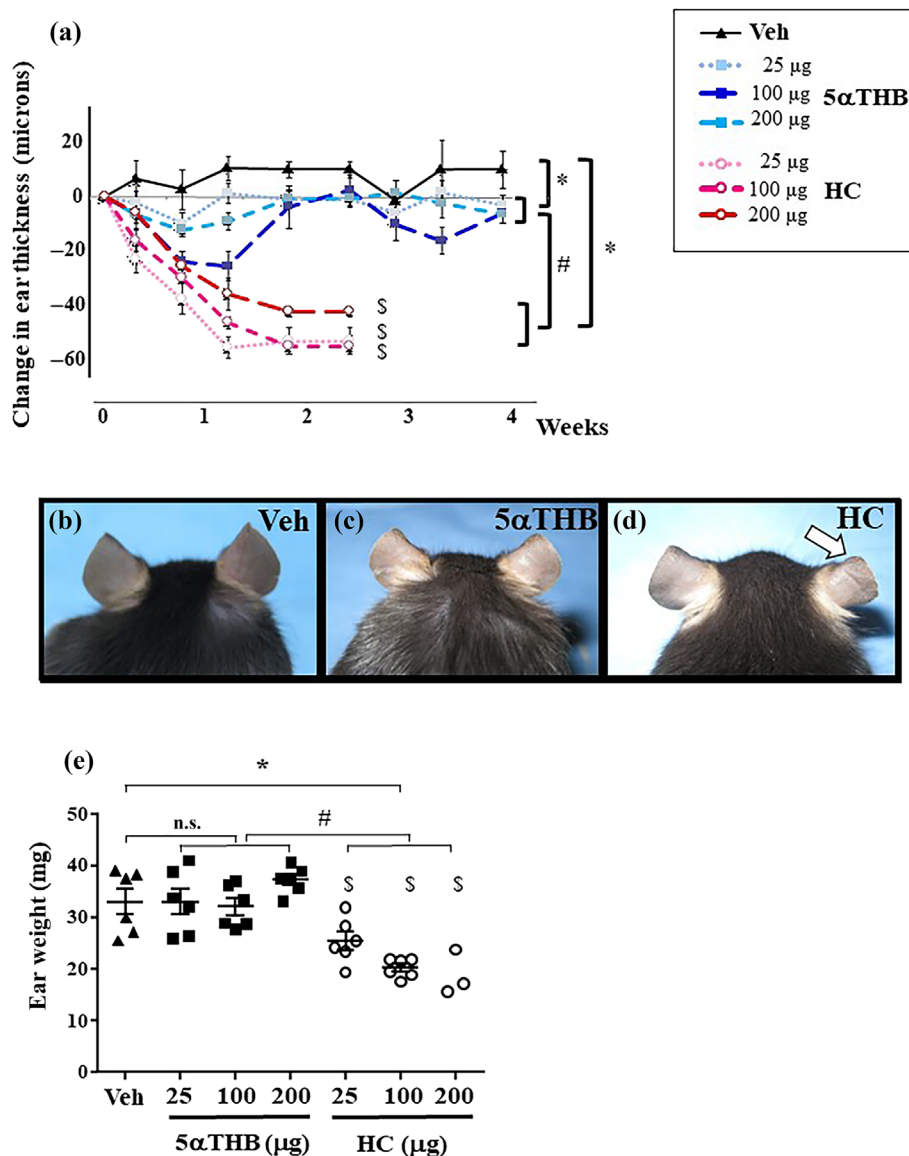 (a)
Veh
25 µg
100 µg 5αTHB
200 µg
25 µg
100 µg HC
200 µg
Change in ear thickness (microns)
20
0
–20
–40
–60
*
#
*
$
$
$
0 1 2 3 4
Weeks
(b) Veh
(c) 5αTHB
(d) HC
(e)
*
n.s.
#
$ $ $
Ear weight (mg)
50
40
30
20
10
0
Veh 25 100 200 25 100 200
5αTHB (µg) HC (µg)